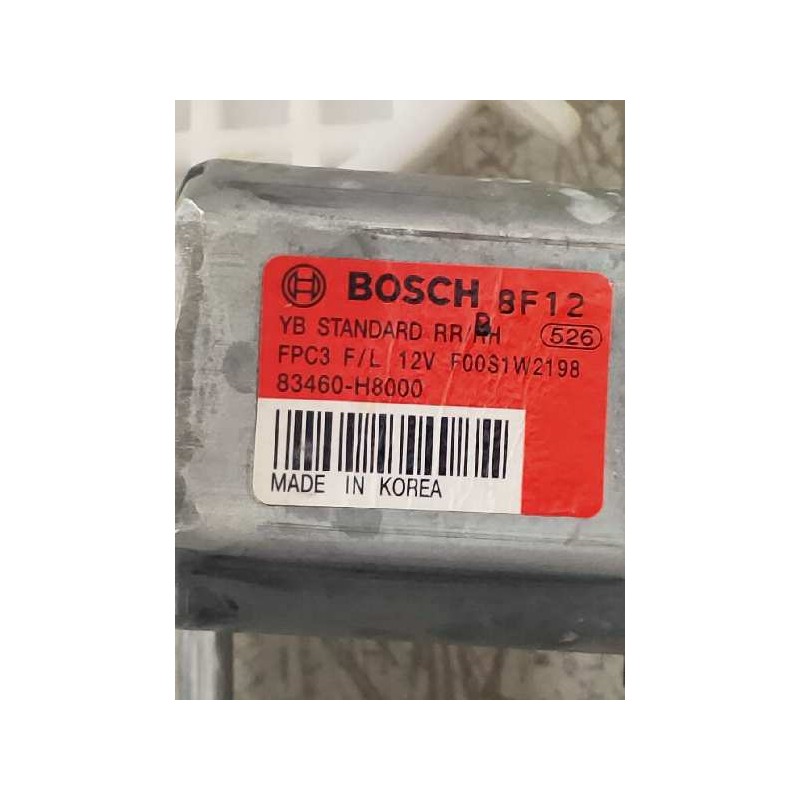 BOSCH 8F12
YB STANDARD RR/RH 526
B
FPC3 F/L 12V F00S1W2198
83460-H8000
MADE IN KOREA